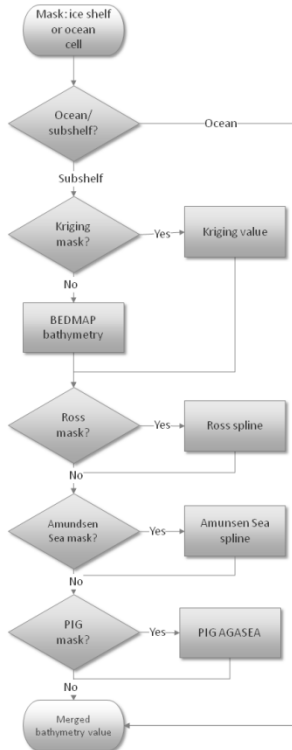 Mask: ice shelf
or ocean
cell
Ocean/
subshelf?
Ocean
Subshelf
Kriging
mask?
Yes
Kriging value
No
BEDMAP
bathymetry
Ross
mask?
Yes
Ross spline
No
Amundsen
Sea mask?
Yes
Amunsen Sea
spline
No
PIG
mask?
Yes
PIG AGASEA
No
Merged
bathymetry value